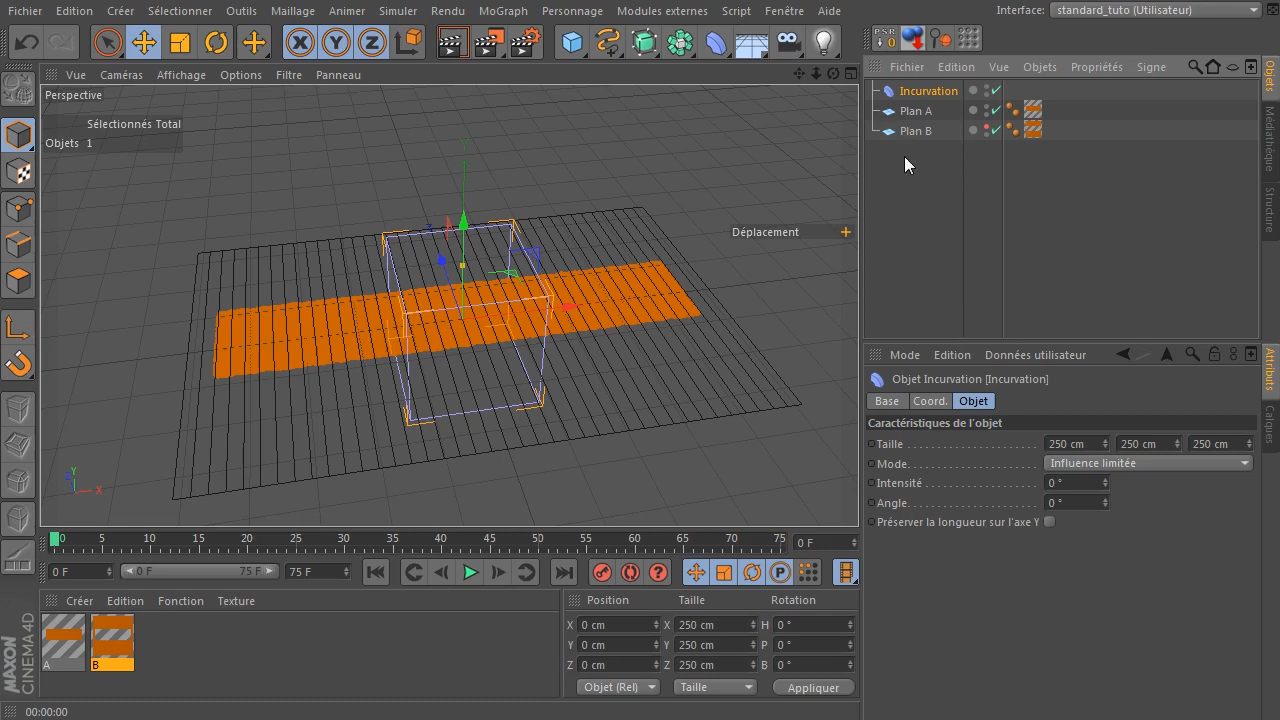 Fichier Edition Créer Sélectionner Outils Maillage Animer Simuler Rendu MoGraph Personnage Modules externes Script Fenêtre Aide Interface: standard_tuto (Utilisateur)
X Y Z PSR 0
Vue Caméras Affichage Options Filtre Panneau
Fichier Edition Vue Objets Propriétés Signe
Perspective
Sélectionnés Total
Objets 1
Incurvation
Plan A
Plan B
Objets
Médiathèque
Structure
Y
Déplacement
Y
Z X
Mode Edition Données utilisateur
Objet Incurvation [Incurvation]
Base Coord. Objet
Caractéristiques de l'objet
Taille 250 cm 250 cm 250 cm
Mode: Influence limitée
Intensité 0 °
Angle 0 °
Préserver la longueur sur l'axe Y
Attributs
Calques
0 5 10 15 20 25 30 35 40 45 50 55 60 65 70 75 0 F
0 F 0 F 75 F 75 F
? P
Créer Edition Fonction Texture
A B
Position Taille Rotation
X 0 cm X 250 cm H 0 °
Y 0 cm Y 250 cm P 0 °
Z 0 cm Z 250 cm B 0 °
Objet (Rel) Taille Appliquer
MAXON
CINEMA 4D
00:00:00